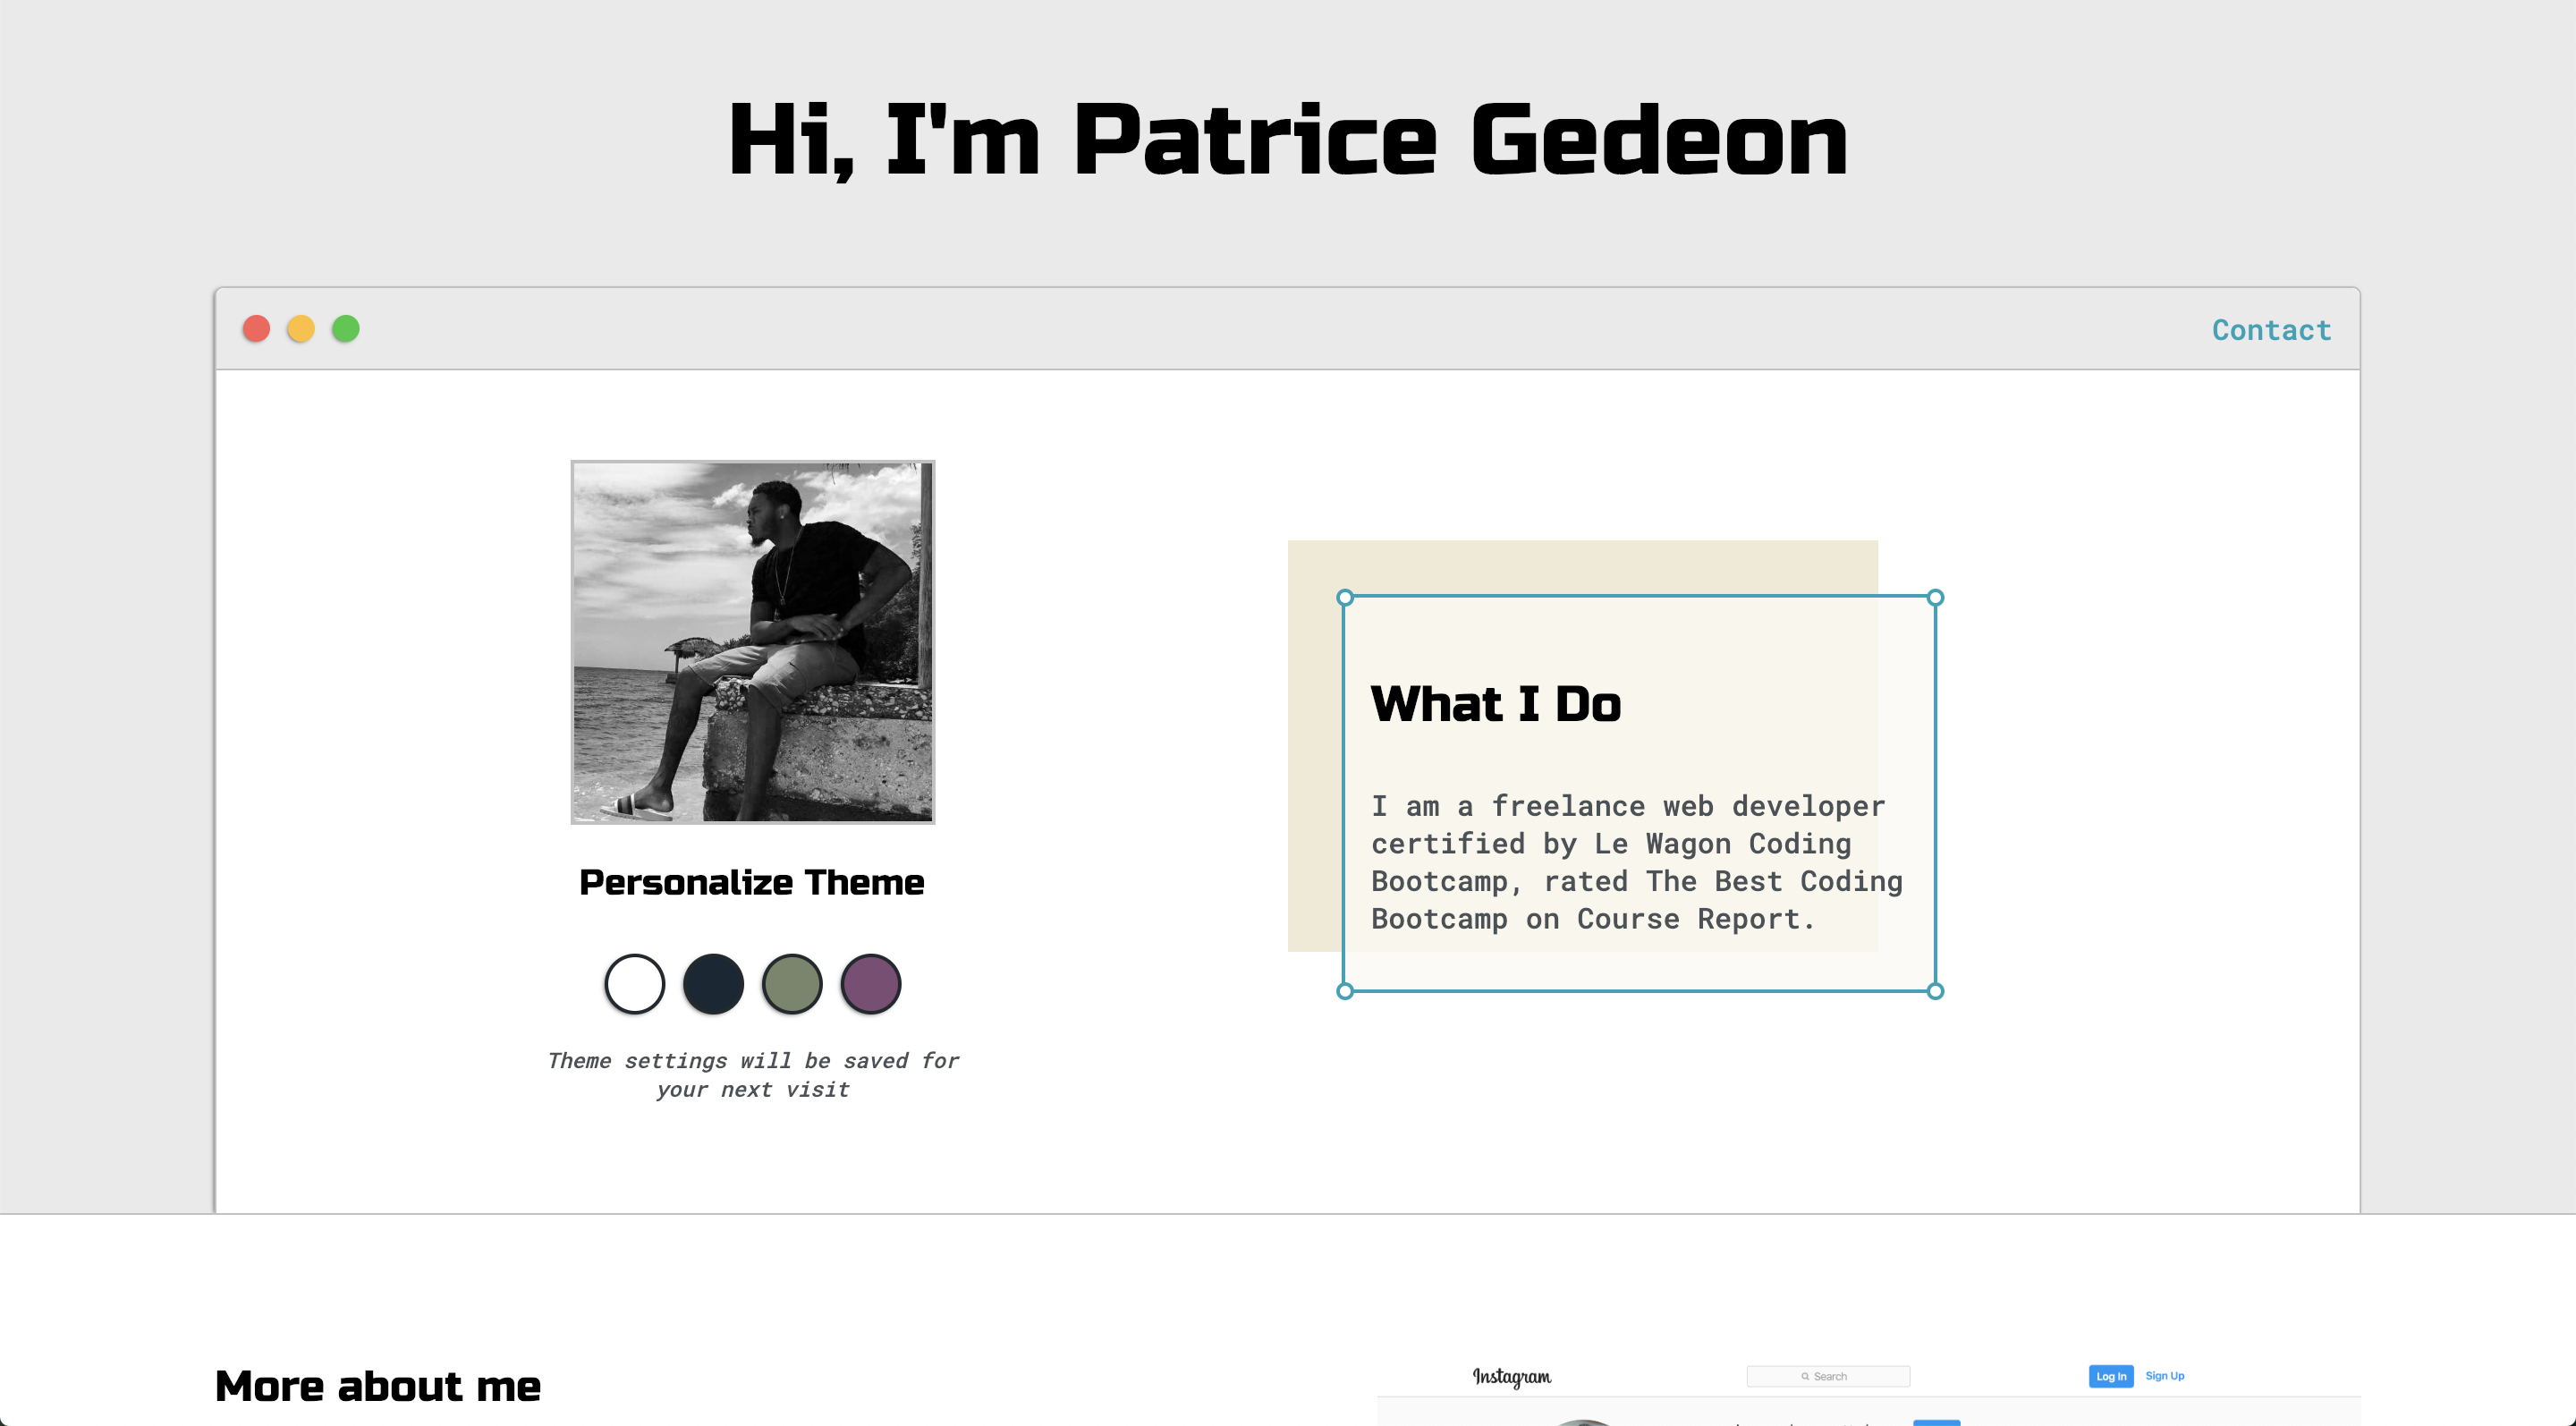 Hi, I'm Patrice Gedeon
Contact
Personalize Theme
Theme settings will be saved for
your next visit
What I Do
I am a freelance web developer
certified by Le Wagon Coding
Bootcamp, rated The Best Coding
Bootcamp on Course Report.
More about me
Instagram
Search
Log In
Sign Up